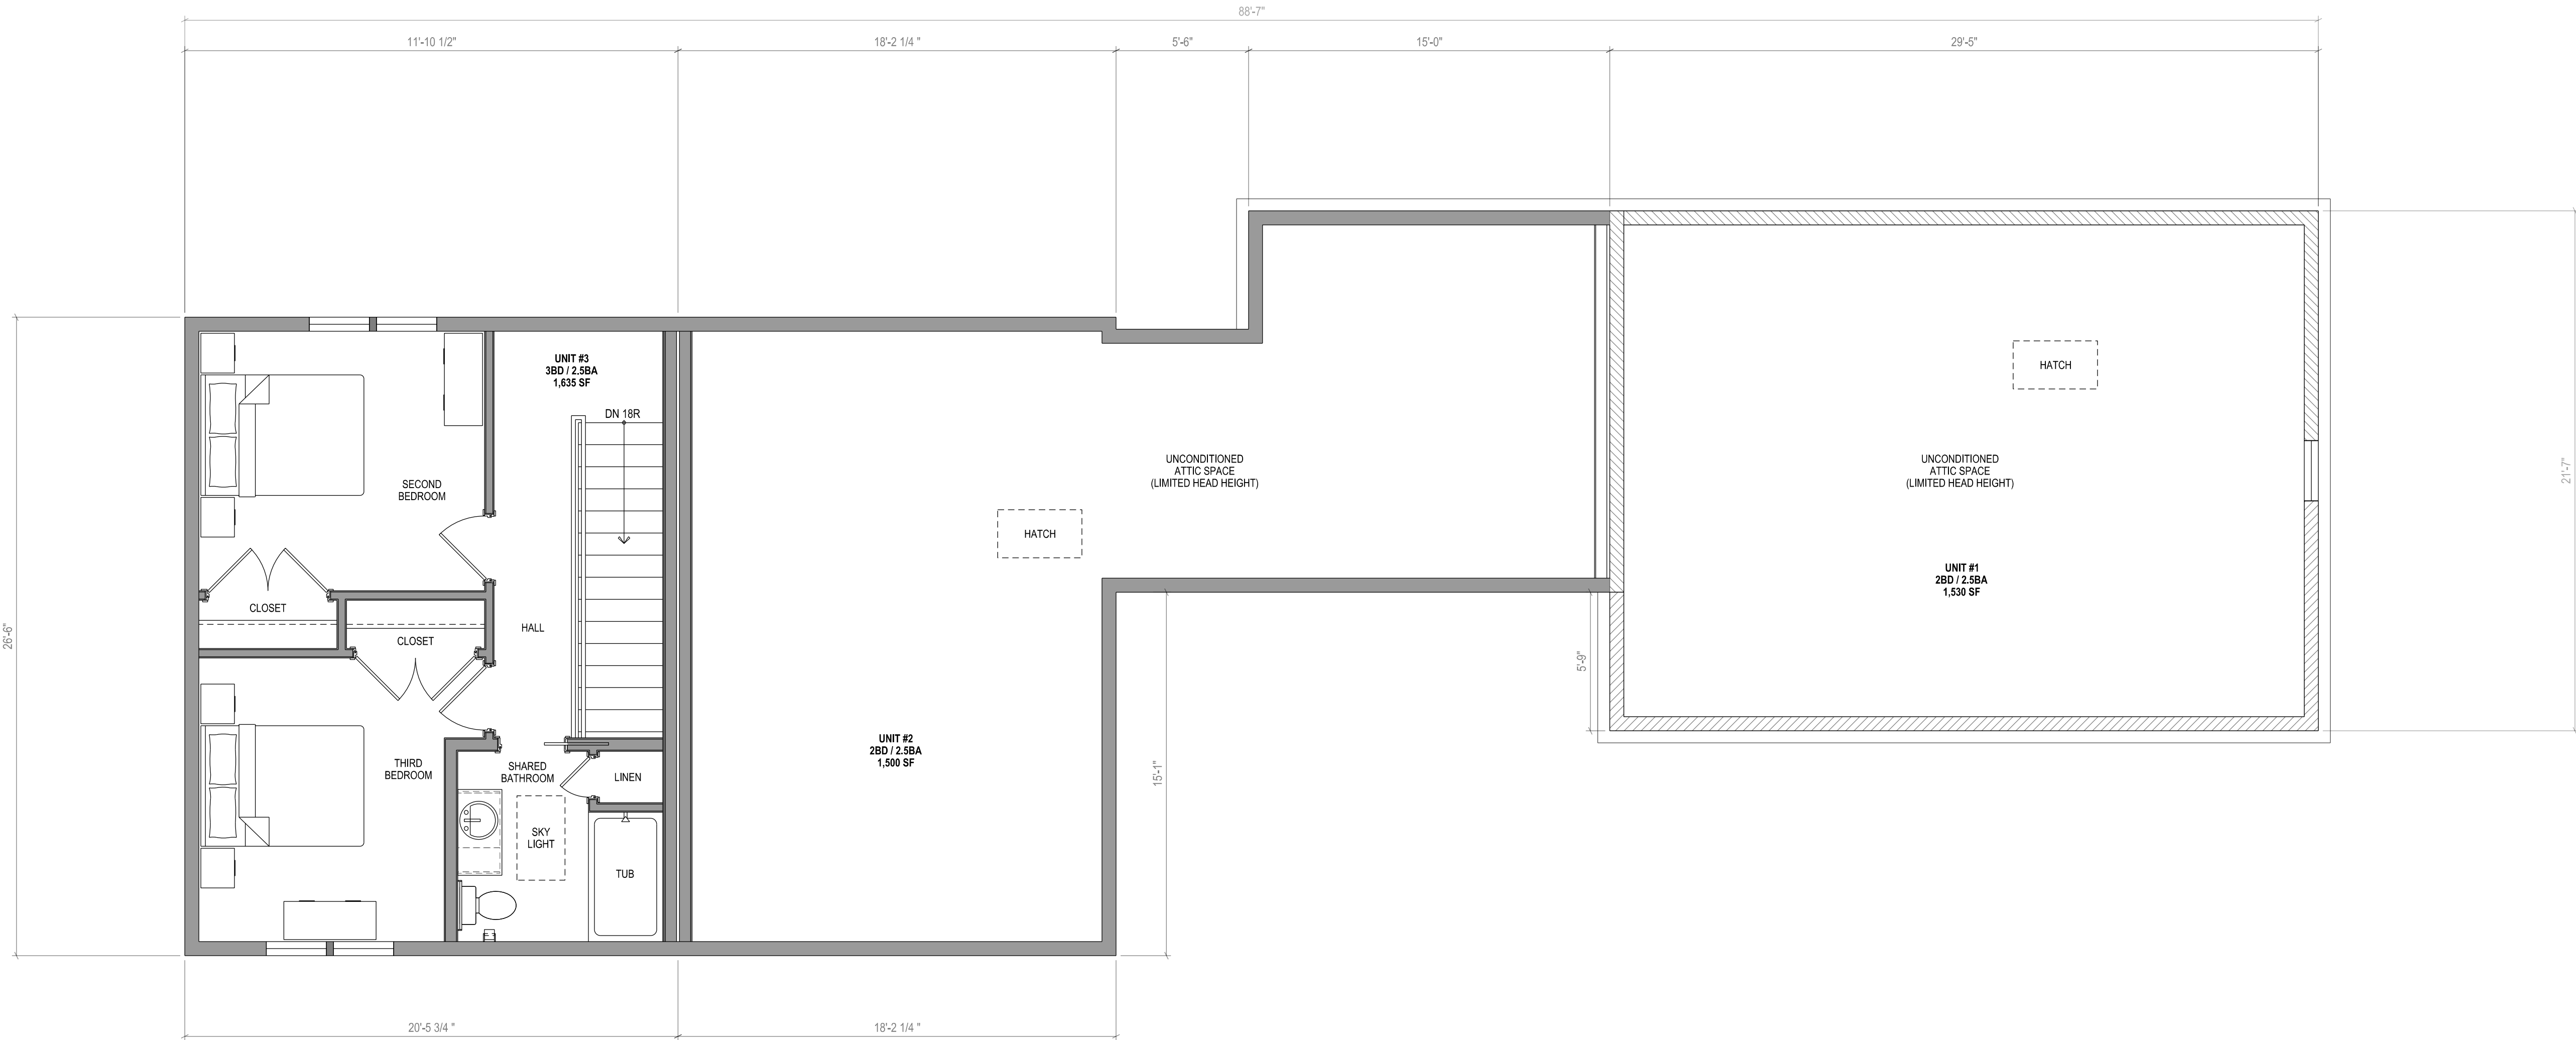 88'-7"
11'-10 1/2"
18'-2 1/4 "
5'-6"
15'-0"
29'-5"
UNIT #3
3BD / 2.5BA
1,635 SF
HATCH
DN 18R
UNCONDITIONED
ATTIC SPACE
(LIMITED HEAD HEIGHT)
UNCONDITIONED
ATTIC SPACE
(LIMITED HEAD HEIGHT)
21'-7"
SECOND
BEDROOM
HATCH
UNIT #1
2BD / 2.5BA
1,530 SF
CLOSET
HALL
26'-6"
CLOSET
5'-9"
UNIT #2
2BD / 2.5BA
1,500 SF
THIRD
BEDROOM
SHARED
BATHROOM
LINEN
15'-1"
SKY
LIGHT
TUB
20'-5 3/4 "
18'-2 1/4 "